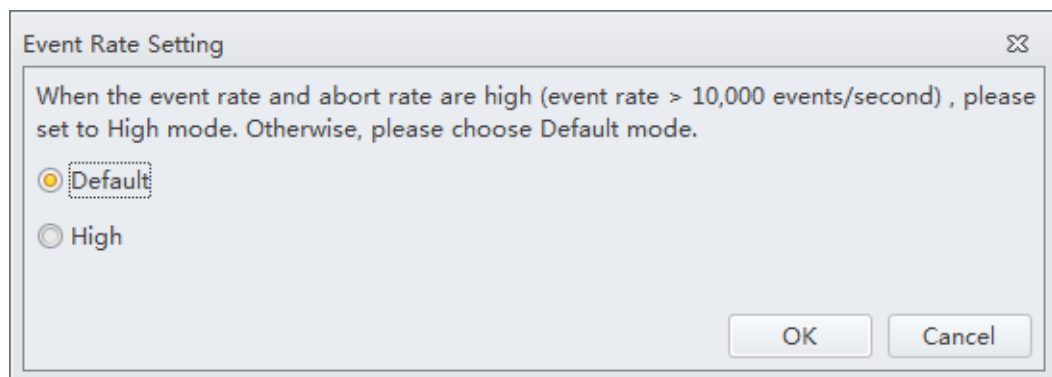 Event Rate Setting
When the event rate and abort rate are high (event rate > 10,000 events/second) , please
set to High mode. Otherwise, please choose Default mode.
Default
High
OK Cancel